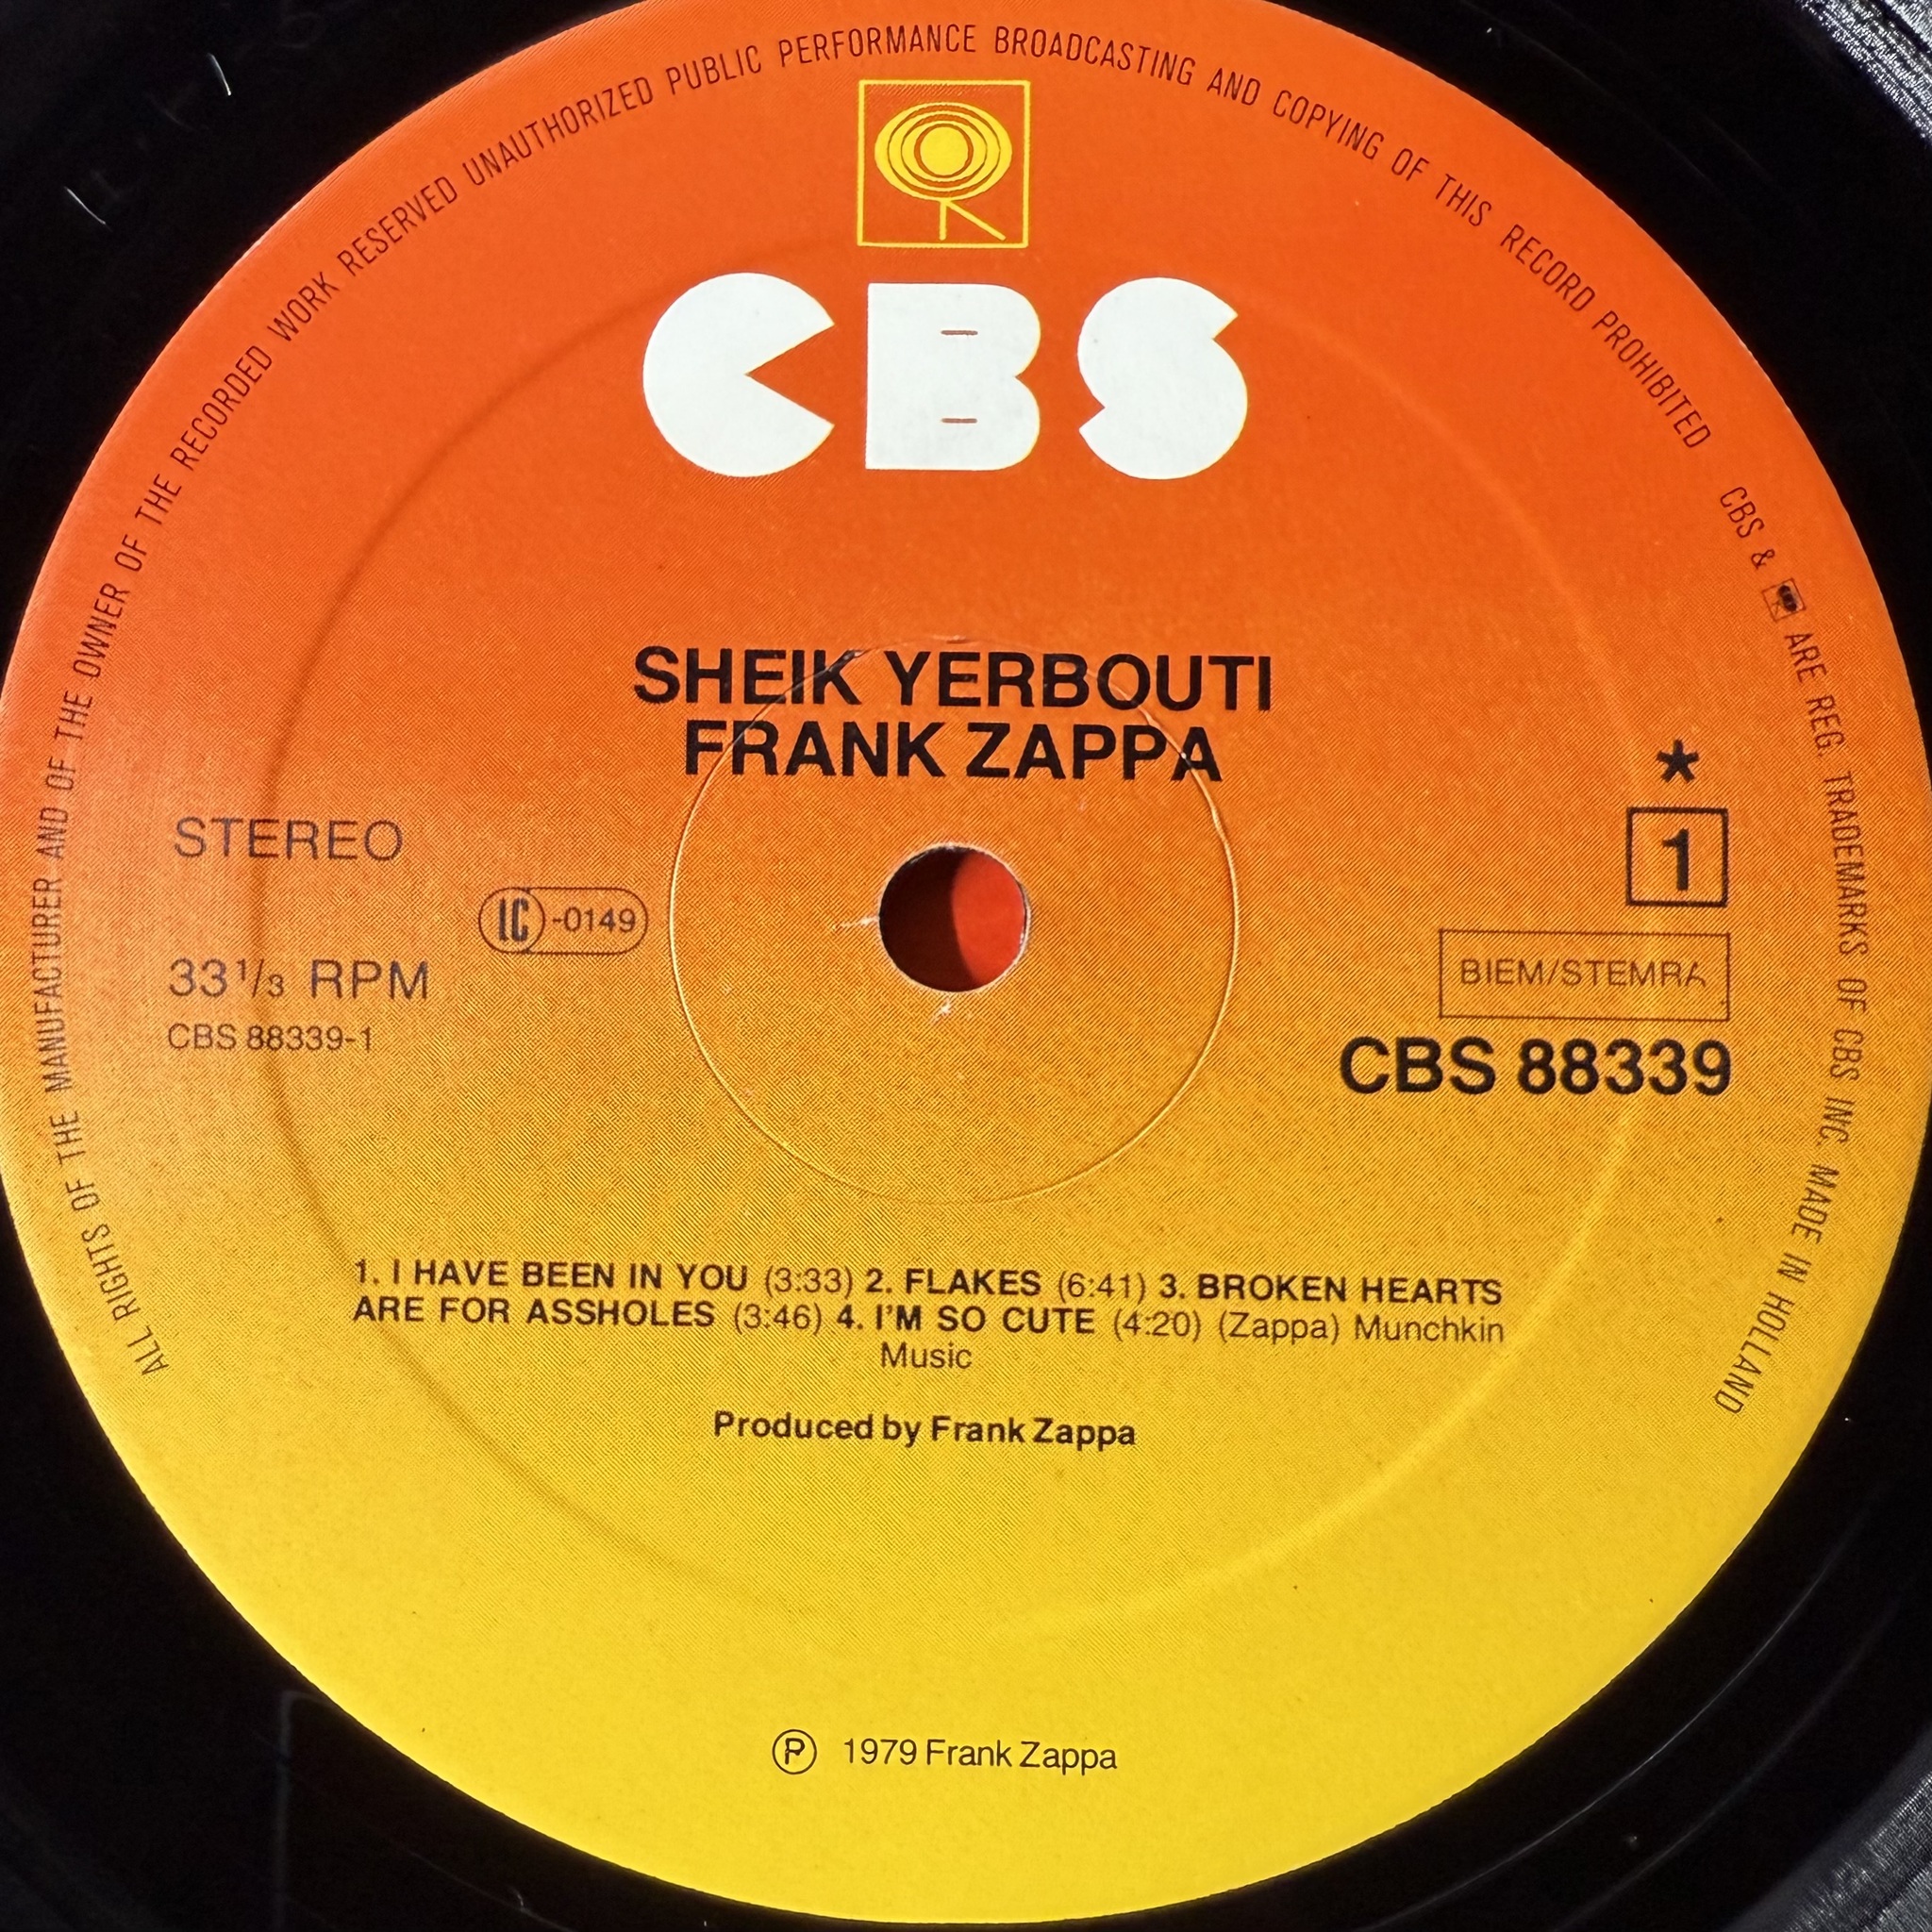 ALL RIGHTS OF THE MANUFACTURER AND OF THE OWNER OF THE RECORDED WORK RESERVED UNAUTHORIZED PUBLIC PERFORMANCE BROADCASTING AND COPYING OF THIS RECORD PROHIBITED CBS & ARE REG. TRADEMARKS OF CBS INC. MADE IN HOLLAND
CBS
SHEIK YERBOUTI
FRANK ZAPPA
STEREO
LC-0149
33 1/3 RPM
CBS 88339-1
*
1
BIEM/STEMRA
CBS 88339
1. I HAVE BEEN IN YOU (3:33) 2. FLAKES (6:41) 3. BROKEN HEARTS
ARE FOR ASSHOLES (3:46) 4. I'M SO CUTE (4:20) (Zappa) Munchkin
Music
Produced by Frank Zappa
Ⓟ 1979 Frank Zappa